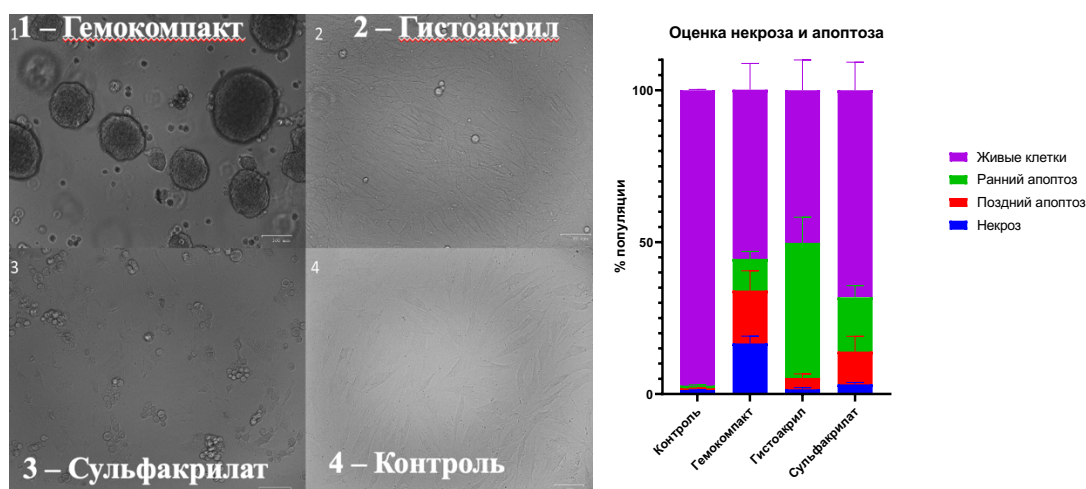 1
1 – Гемокомпакт
2
2 – Гистоакрил
3
3 – Сульфакрилат
4
4 – Контроль
Оценка некроза и апоптоза
% популяции
100
50
0
Контроль
Гемокомпакт
Гистоакрил
Сульфакрилат
Живые клетки
Ранний апоптоз
Поздний апоптоз
Некроз